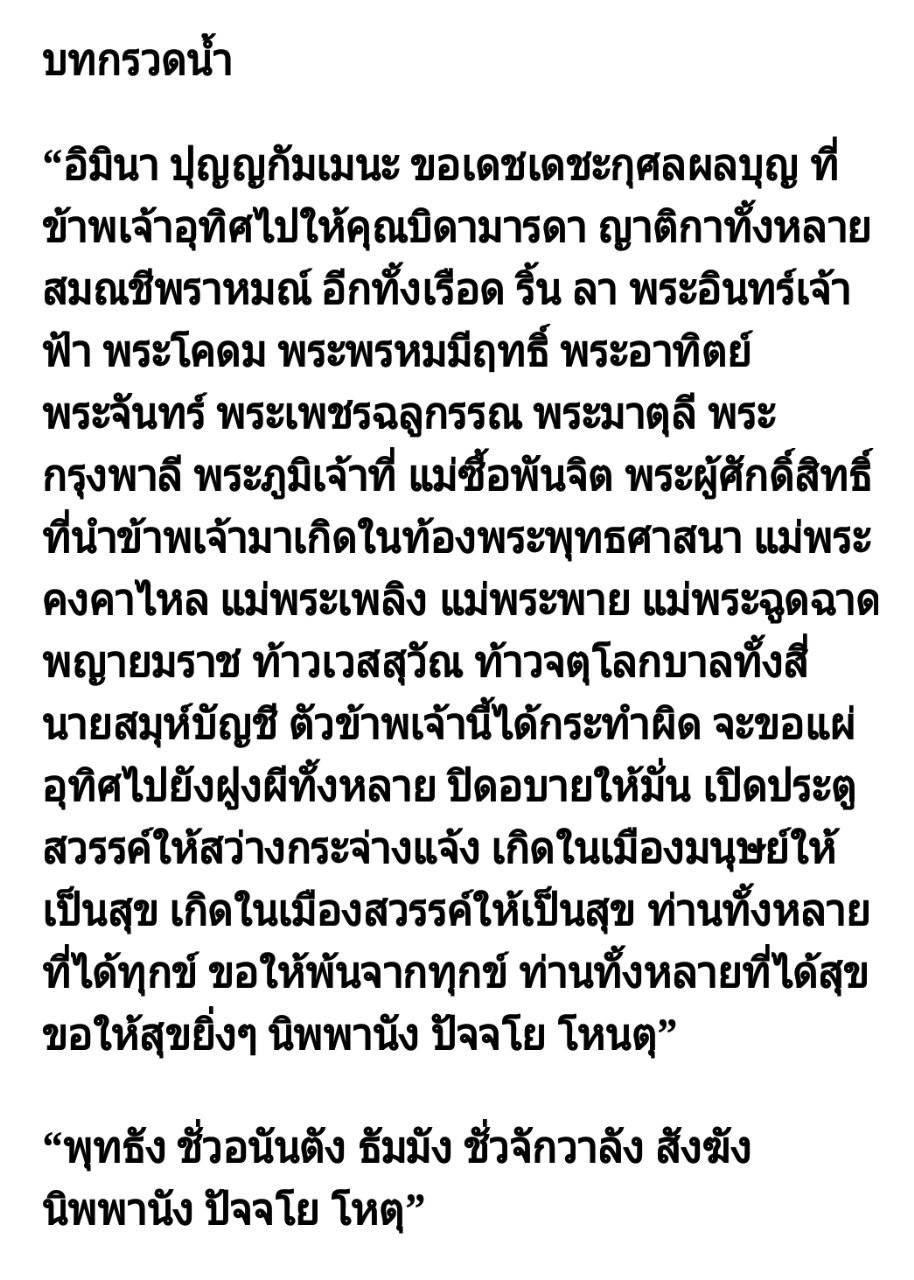 บทกรวดน้ำ
“อิมินา ปุญญกัมเมนะ ขอเดชเดชะกุศลผลบุญ ที่
ข้าพเจ้าอุทิศไปให้คุณบิดามารดา ญาติกาทั้งหลาย
สมณชีพราหมณ์ อีกทั้งเรือด ริ้น ลา พระอินทร์เจ้า
ฟ้า พระโคดม พระพรหมมีฤทธิ์ พระอาทิตย์
พระจันทร์ พระเพชรฉลูกรรณ พระมาตุลี พระ
กรุงพาลี พระภูมิเจ้าที่ แม่ซื้อพันจิต พระผู้ศักดิ์สิทธิ์
ที่นำข้าพเจ้ามาเกิดในท้องพระพุทธศาสนา แม่พระ
คงคาไหล แม่พระเพลิง แม่พระพาย แม่พระฉูดฉาด
พญายมราช ท้าวเวสสุวัณ ท้าวจตุโลกบาลทั้งสี่
นายสมุห์บัญชี ตัวข้าพเจ้านี้ได้กระทำผิด จะขอแผ่
อุทิศไปยังฝูงผีทั้งหลาย ปิดอบายให้มั่น เปิดประตู
สวรรค์ให้สว่างกระจ่างแจ้ง เกิดในเมืองมนุษย์ให้
เป็นสุข เกิดในเมืองสวรรค์ให้เป็นสุข ท่านทั้งหลาย
ที่ได้ทุกข์ ขอให้พ้นจากทุกข์ ท่านทั้งหลายที่ได้สุข
ขอให้สุขยิ่งๆ นิพพานัง ปัจจโย โหนตุ”
“พุทธัง ชั่วอนันตัง ธัมมัง ชั่วจักวาลัง สังฆัง
นิพพานัง ปัจจโย โหตุ”